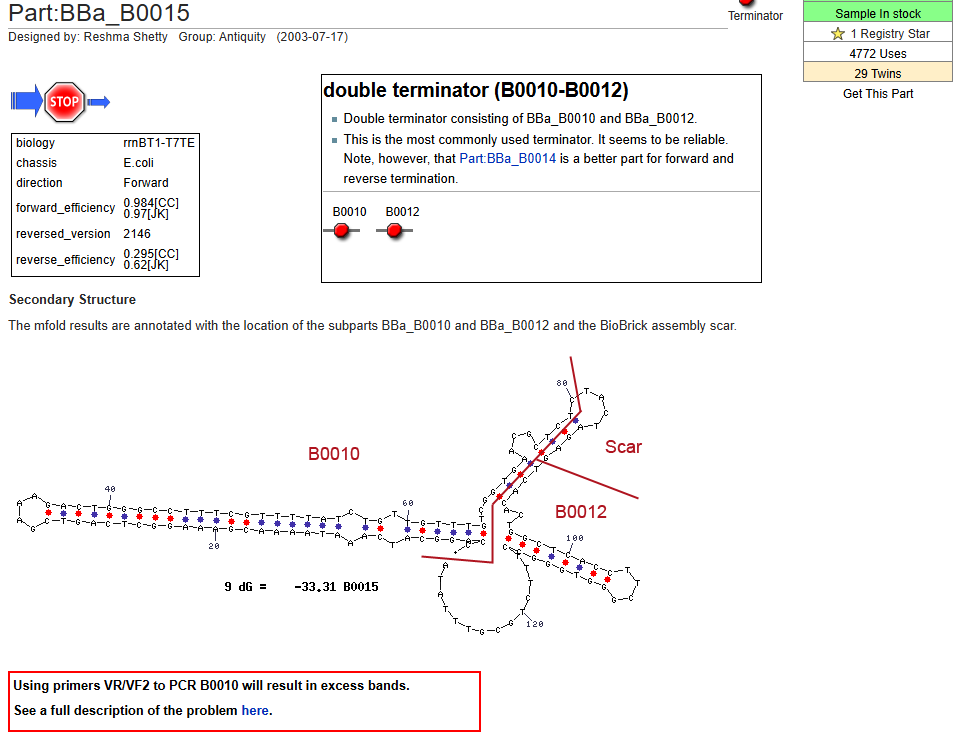 Part:BBa_B0015
Designed by: Reshma Shetty Group: Antiquity (2003-07-17)
Terminator
Sample In stock
1 Registry Star
4772 Uses
29 Twins
Get This Part
STOP
biology rrnBT1-T7TE
chassis E.coli
direction Forward
forward_efficiency 0.984[CC]
0.97[JK]
reversed_version 2146
reverse_efficiency 0.295[CC]
0.62[JK]
double terminator (B0010-B0012)
Double terminator consisting of BBa_B0010 and BBa_B0012.
This is the most commonly used terminator. It seems to be reliable.
Note, however, that Part:BBa_B0014 is a better part for forward and
reverse termination.
B0010 B0012
Secondary Structure
The mfold results are annotated with the location of the subparts BBa_B0010 and BBa_B0012 and the BioBrick assembly scar.
80
B0010
Scar
40
60
B0012
20
100
9 dG = -33.31 B0015
120
Using primers VR/VF2 to PCR B0010 will result in excess bands.
See a full description of the problem here.